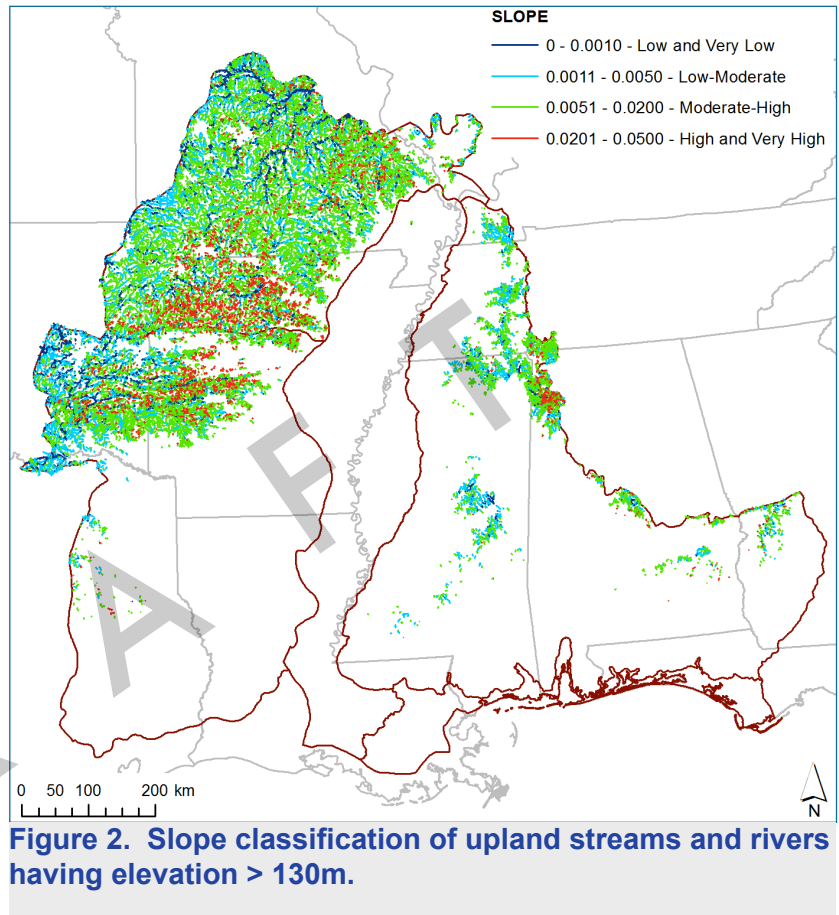 SLOPE
0 - 0.0010 - Low and Very Low
0.0011 - 0.0050 - Low-Moderate
0.0051 - 0.0200 - Moderate-High
0.0201 - 0.0500 - High and Very High
A F T
0 50 100 200 km
N
Figure 2. Slope classification of upland streams and rivers
having elevation > 130m.